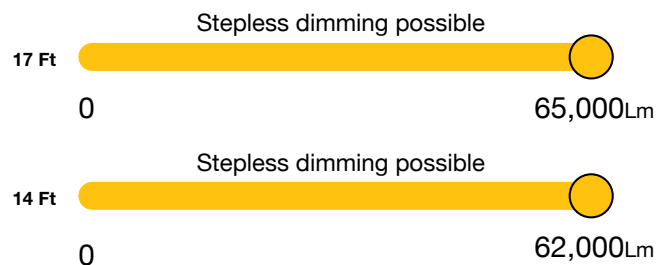 Stepless dimming possible
17 Ft
0 65,000Lm
Stepless dimming possible
14 Ft
0 62,000Lm